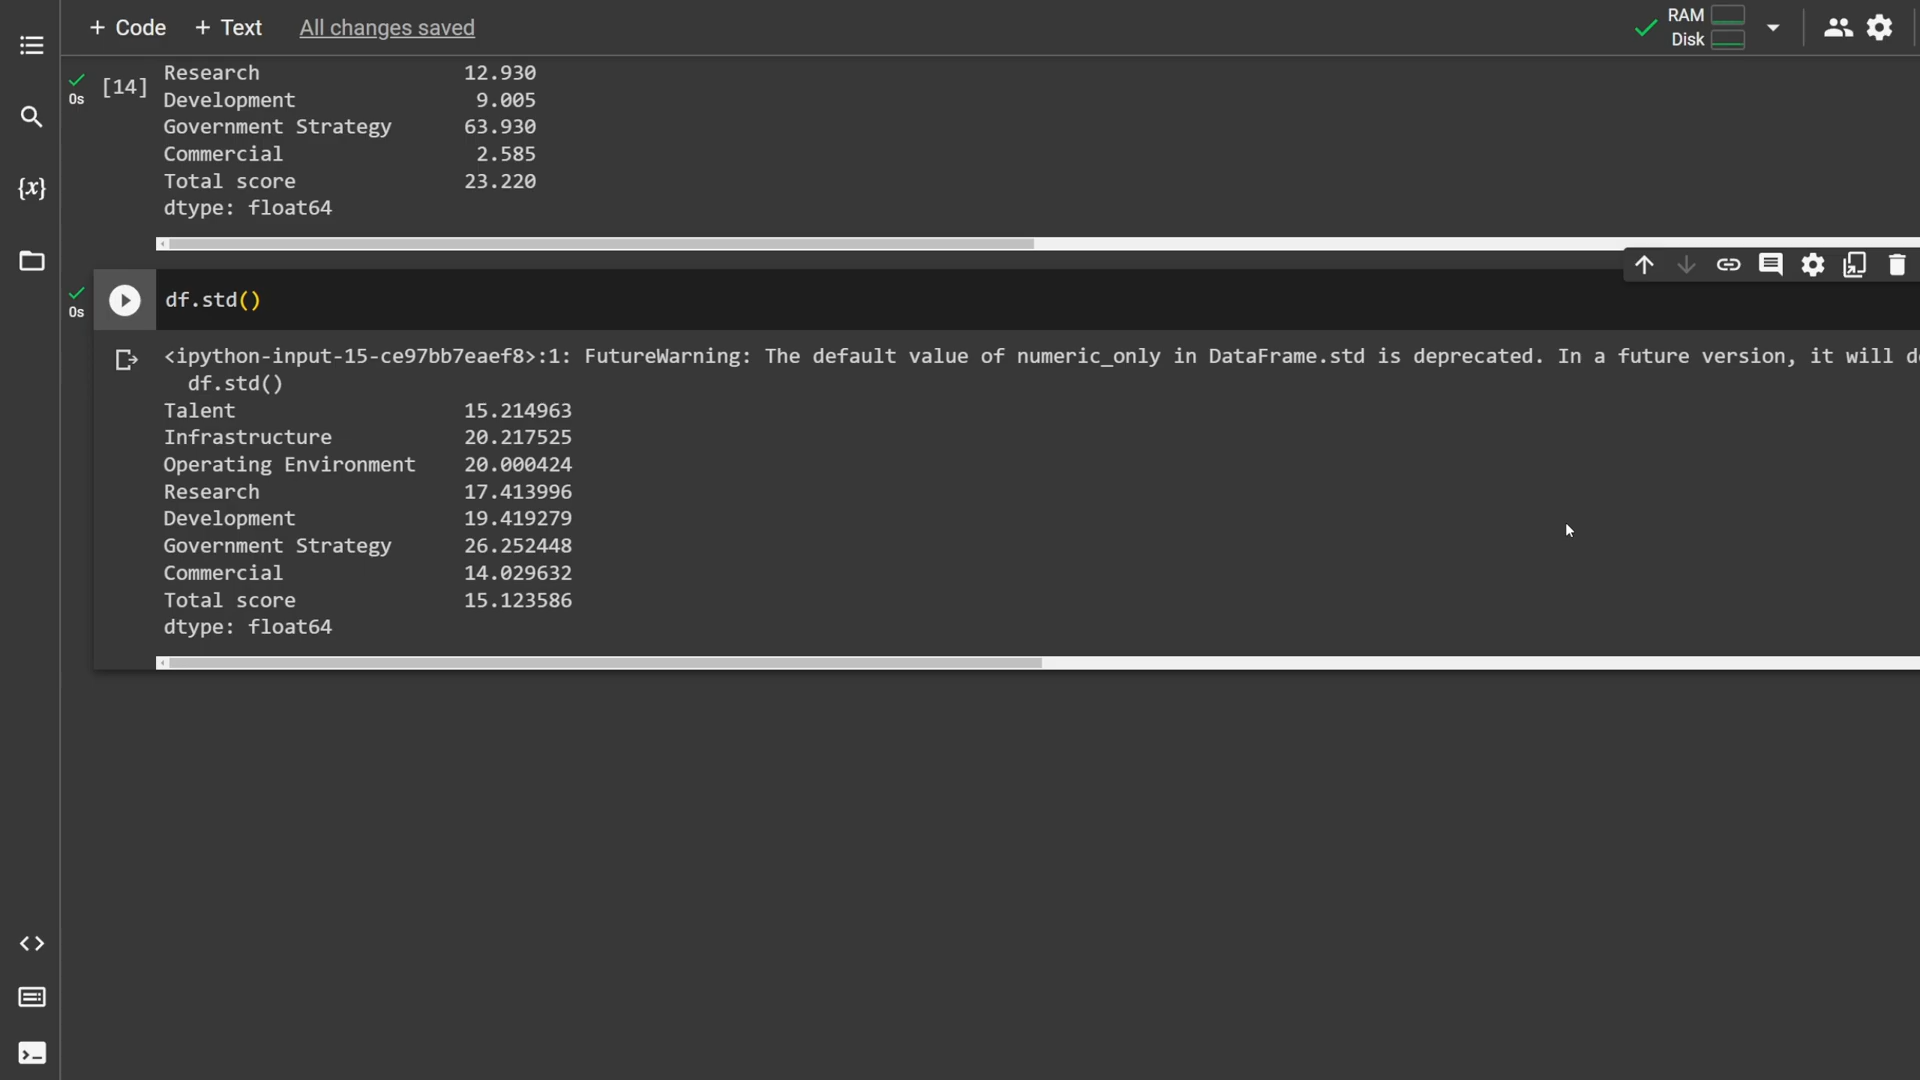 + Code + Text All changes saved
RAM
Disk
{x}
0s [14]
Research 12.930
Development 9.005
Government Strategy 63.930
Commercial 2.585
Total score 23.220
dtype: float64
0s
df.std()
<ipython-input-15-ce97bb7eaef8>:1: FutureWarning: The default value of numeric_only in DataFrame.std is deprecated. In a future version, it will d
df.std()
Talent 15.214963
Infrastructure 20.217525
Operating Environment 20.000424
Research 17.413996
Development 19.419279
Government Strategy 26.252448
Commercial 14.029632
Total score 15.123586
dtype: float64